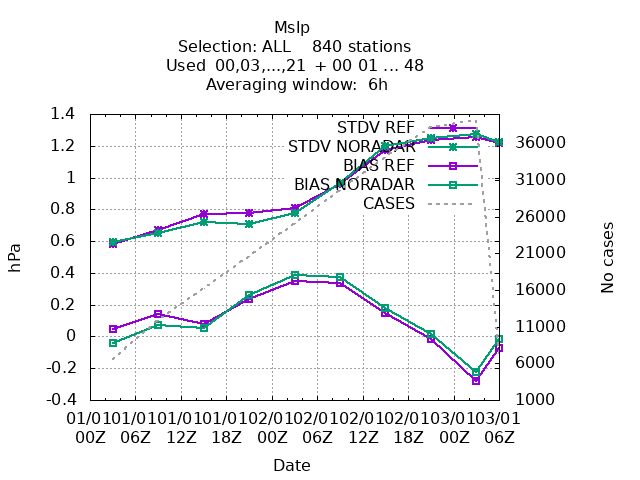 Mslp
Selection: ALL 840 stations
Used 00,03,...,21 + 00 01 ... 48
Averaging window: 6h
1.4
1.2
1
0.8
0.6
0.4
0.2
0
-0.2
-0.4
hPa
STDV REF
STDV NORADAR
BIAS REF
BIAS NORADAR
CASES
36000
31000
26000
21000
16000
11000
6000
1000
No cases
01/01 01/01 01/01 01/01 02/01 02/01 02/01 02/01 03/01 03/01
00Z 06Z 12Z 18Z 00Z 06Z 12Z 18Z 00Z 06Z
Date